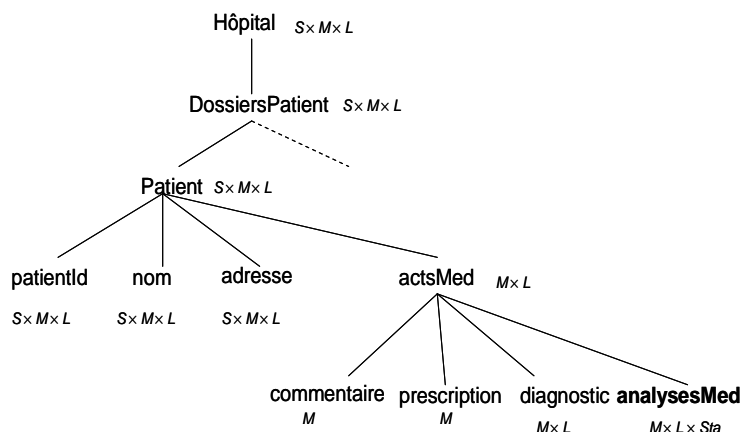 Hôpital S× M× L
DossiersPatient S× M× L
Patient S× M× L
patientId nom adresse actsMed M× L
S× M× L S× M× L S× M× L
commentaire prescription diagnostic analysesMed
M M M× L M× L × Sta